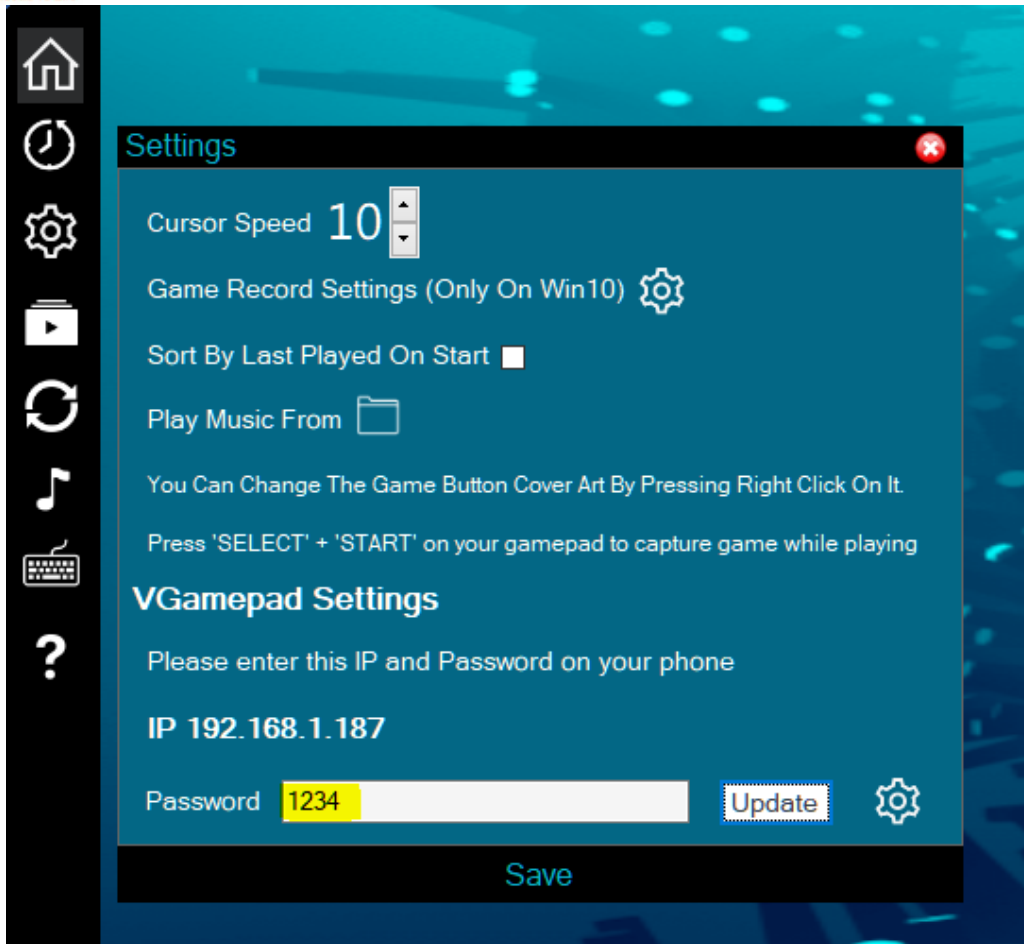 Settings
Cursor Speed 10
Game Record Settings (Only On Win10)
Sort By Last Played On Start
Play Music From
You Can Change The Game Button Cover Art By Pressing Right Click On It.
Press 'SELECT' + 'START' on your gamepad to capture game while playing
VGamepad Settings
Please enter this IP and Password on your phone
IP 192.168.1.187
Password 1234 Update
Save